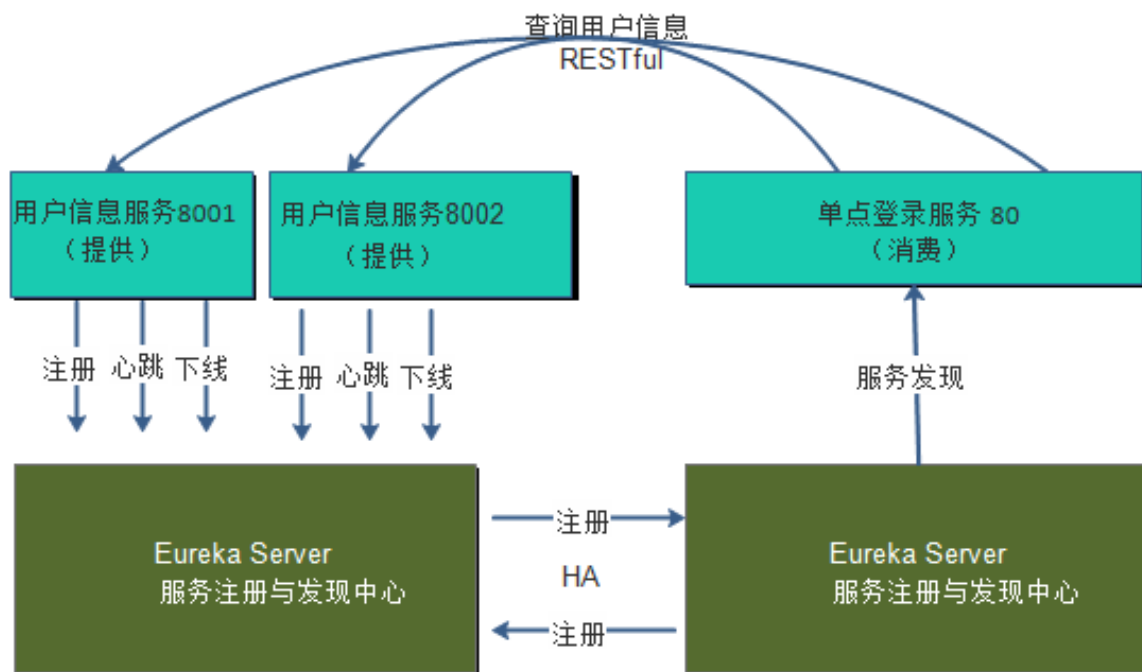 查询用户信息
RESTful
用户信息服务8001
（提供）
用户信息服务8002
（提供）
单点登录服务 80
（消费）
注册
心跳
下线
注册
心跳
下线
服务发现
Eureka Server
服务注册与发现中心
注册
HA
注册
Eureka Server
服务注册与发现中心